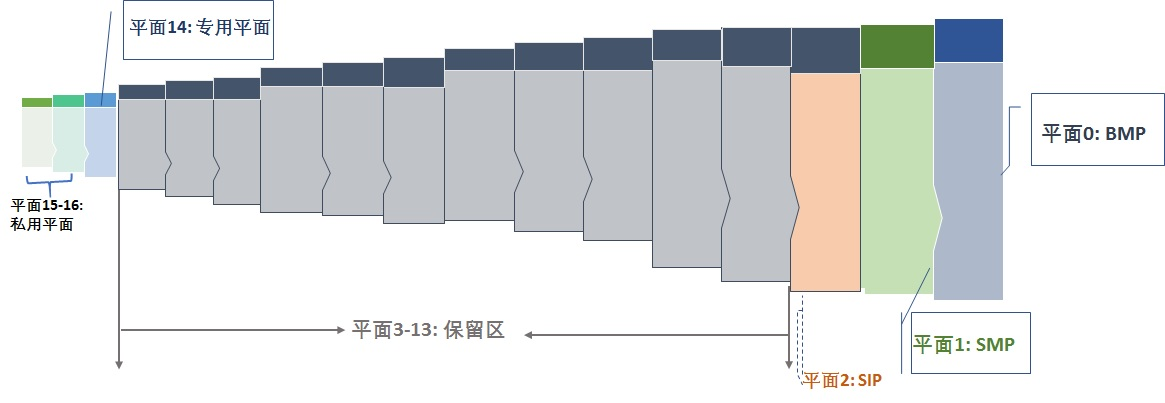 平面14: 专用平面
平面0: BMP
平面15-16:
私用平面
平面3-13: 保留区
平面1: SMP
平面2: SIP